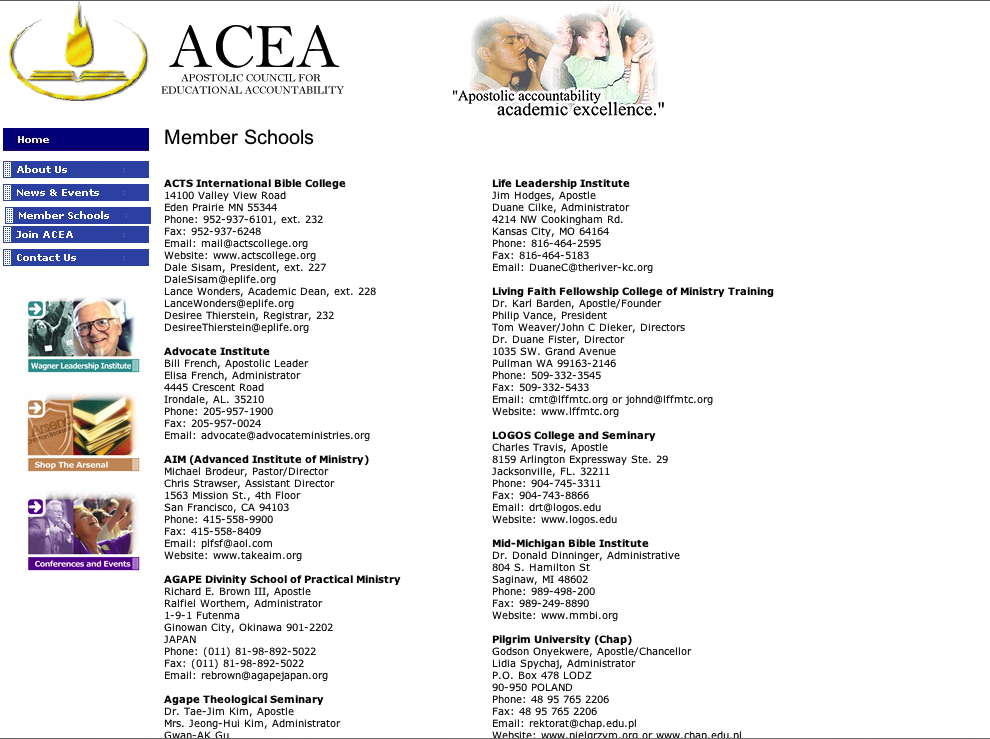 ACEA
APOSTOLIC COUNCIL FOR
EDUCATIONAL ACCOUNTABILITY
"Apostolic accountability
academic excellence."
Home
About Us
News & Events
Member Schools
Join ACEA
Contact Us
Wagner Leadership Institute
Shop The Arsenal
Conferences and Events
Member Schools
ACTS International Bible College
14100 Valley View Road
Eden Prairie MN 55344
Phone: 952-937-6101, ext. 232
Fax: 952-937-6248
Email: mail@actscollege.org
Website: www.actscollege.org
Dale Sisam, President, ext. 227
DaleSisam@eplife.org
Lance Wonders, Academic Dean, ext. 228
LanceWonders@eplife.org
Desiree Thierstein, Registrar, 232
DesireeThierstein@eplife.org
Advocate Institute
Bill French, Apostolic Leader
Elisa French, Administrator
4445 Crescent Road
Irondale, AL. 35210
Phone: 205-957-1900
Fax: 205-957-0024
Email: advocate@advocateministries.org
AIM (Advanced Institute of Ministry)
Michael Brodeur, Pastor/Director
Chris Strawser, Assistant Director
1563 Mission St., 4th Floor
San Francisco, CA 94103
Phone: 415-558-9900
Fax: 415-558-8409
Email: plfsf@aol.com
Website: www.takeaim.org
AGAPE Divinity School of Practical Ministry
Richard E. Brown III, Apostle
Ralfiel Worthem, Administrator
1-9-1 Futenma
Ginowan City, Okinawa 901-2202
JAPAN
Phone: (011) 81-98-892-5022
Fax: (011) 81-98-892-5022
Email: rebrown@agapejapan.org
Agape Theological Seminary
Dr. Tae-Jim Kim, Apostle
Mrs. Jeong-Hui Kim, Administrator
Gwan-AK Gu
Life Leadership Institute
Jim Hodges, Apostle
Duane Cilke, Administrator
4214 NW Cookingham Rd.
Kansas City, MO 64164
Phone: 816-464-2595
Fax: 816-464-5183
Email: DuaneC@theriver-kc.org
Living Faith Fellowship College of Ministry Training
Dr. Karl Barden, Apostle/Founder
Philip Vance, President
Tom Weaver/John C Dieker, Directors
Dr. Duane Fister, Director
1035 SW. Grand Avenue
Pullman WA 99163-2146
Phone: 509-332-3545
Fax: 509-332-5433
Email: cmt@lffmtc.org or johnd@lffmtc.org
Website: www.lffmtc.org
LOGOS College and Seminary
Charles Travis, Apostle
8159 Arlington Expressway Ste. 29
Jacksonville, FL. 32211
Phone: 904-745-3311
Fax: 904-743-8866
Email: drt@logos.edu
Website: www.logos.edu
Mid-Michigan Bible Institute
Dr. Donald Dinninger, Administrative
804 S. Hamilton St
Saginaw, MI 48602
Phone: 989-498-200
Fax: 989-249-8890
Website: www.mmbi.org
Pilgrim University (Chap)
Godson Onyekwere, Apostle/Chancellor
Lidia Spychaj, Administrator
P.O. Box 478 LODZ
90-950 POLAND
Phone: 48 95 765 2206
Fax: 48 95 765 2206
Email: rektorat@chap.edu.pl
Website: www.pielgrzym.org or www.chap.edu.pl